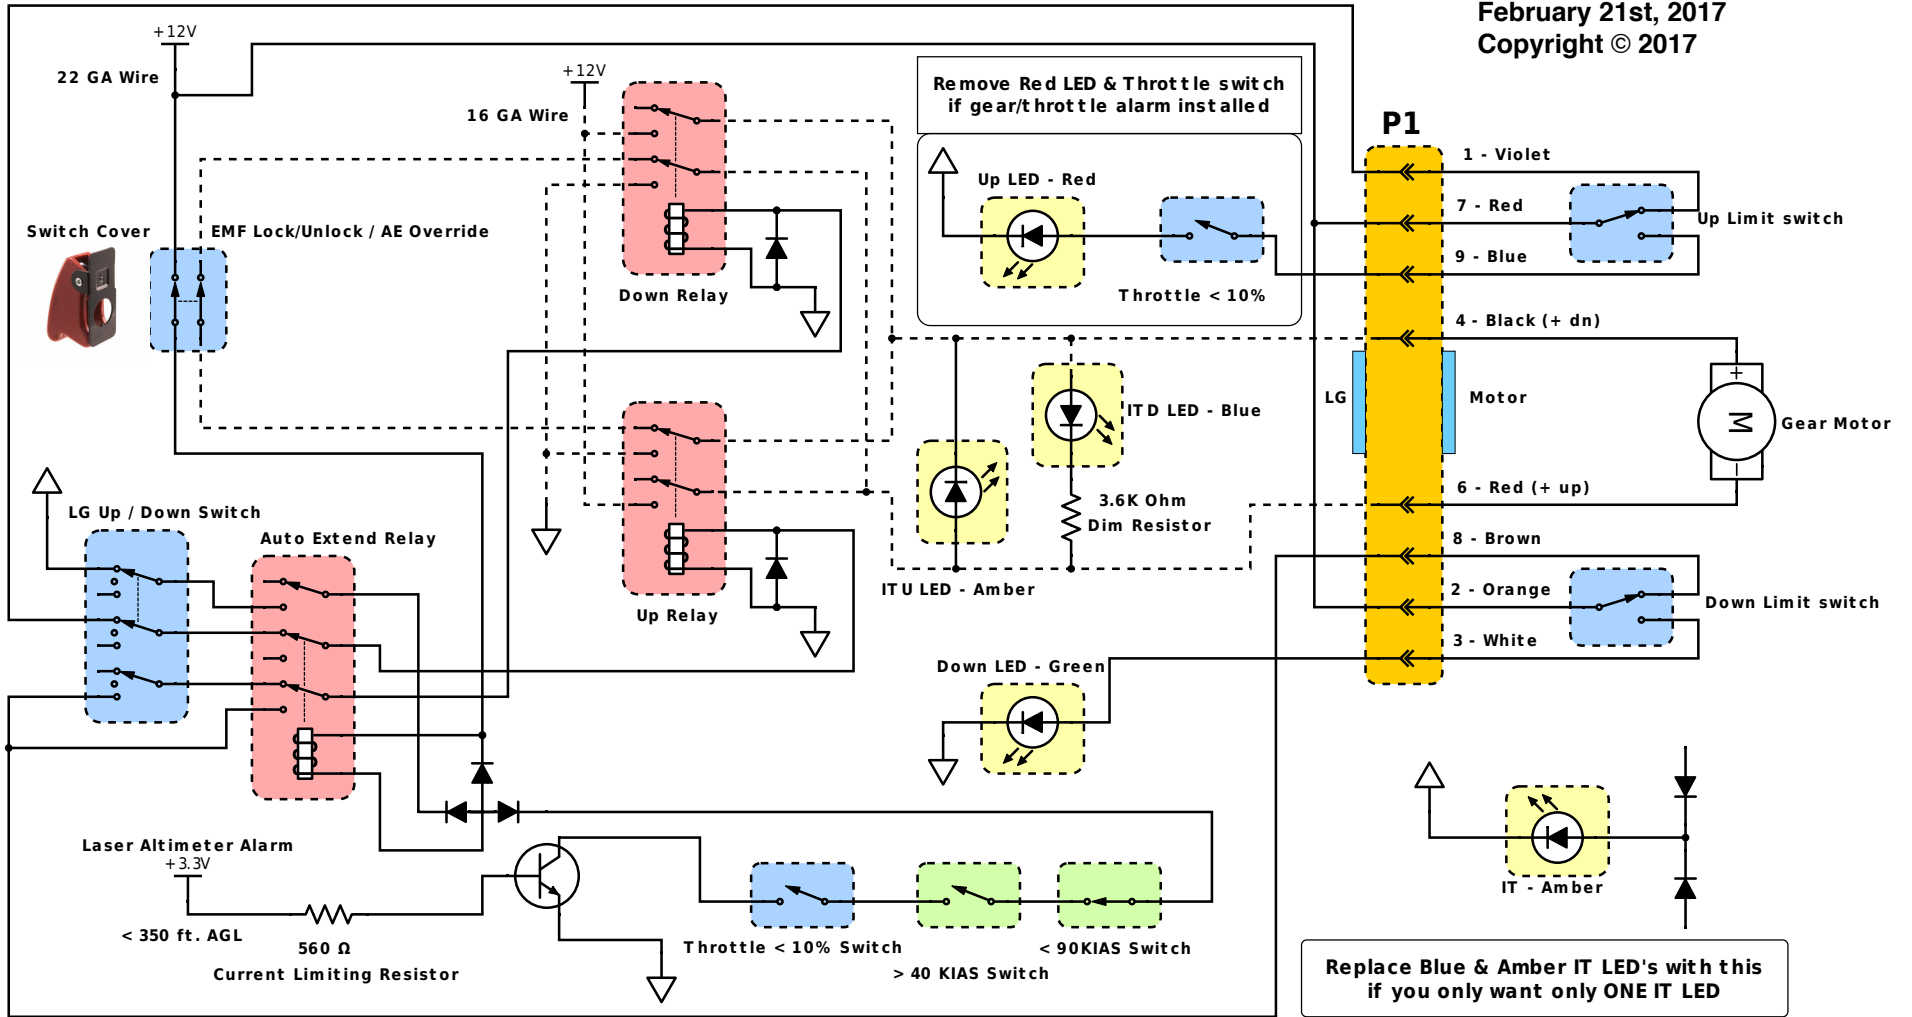 February 21st, 2017
Copyright © 2017
+12V
22 GA Wire
+12V
16 GA Wire
Remove Red LED & Throttle switch
if gear/throttle alarm installed
P1
1 - Violet
Up LED - Red
7 - Red
Up Limit switch
Switch Cover
EMF Lock/Unlock / AE Override
9 - Blue
Down Relay
Throttle < 10%
4 - Black (+ dn)
+
LG
Motor
ITD LED - Blue
M
Gear Motor
6 - Red (+ up)
3.6K Ohm
Dim Resistor
LG Up / Down Switch
Auto Extend Relay
8 - Brown
ITU LED - Amber
2 - Orange
Down Limit switch
Up Relay
3 - White
Down LED - Green
Laser Altimeter Alarm
+3.3V
IT - Amber
< 350 ft. AGL
560 Ω
Current Limiting Resistor
Throttle < 10% Switch
> 40 KIAS Switch
< 90KIAS Switch
Replace Blue & Amber IT LED's with this
if you only want only ONE IT LED